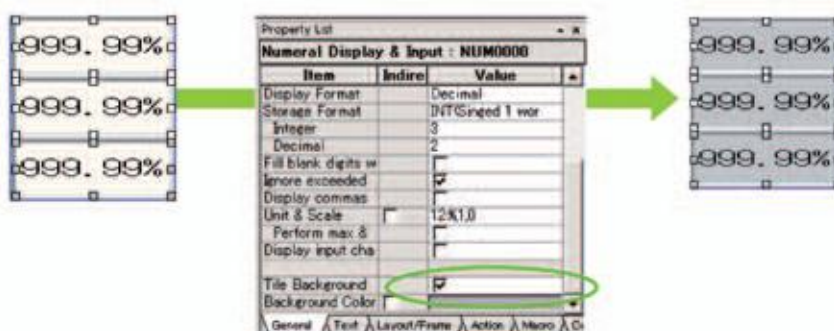 999.99%
999.99%
999.99%
Property List
Numeral Display & Input : NUM0000
Item Indire Value
Display Format Decimal
Storage Format INT(Singed 1 wor
Integer 3
Decimal 2
Fill blank digits w
Ignore exceeded
Display commas
Unit & Scale 12:%,1,0
Perform max &
Display input cha
Tile Background
Background Color
General Text Layout/Frame Action Macro
999.99%
999.99%
999.99%